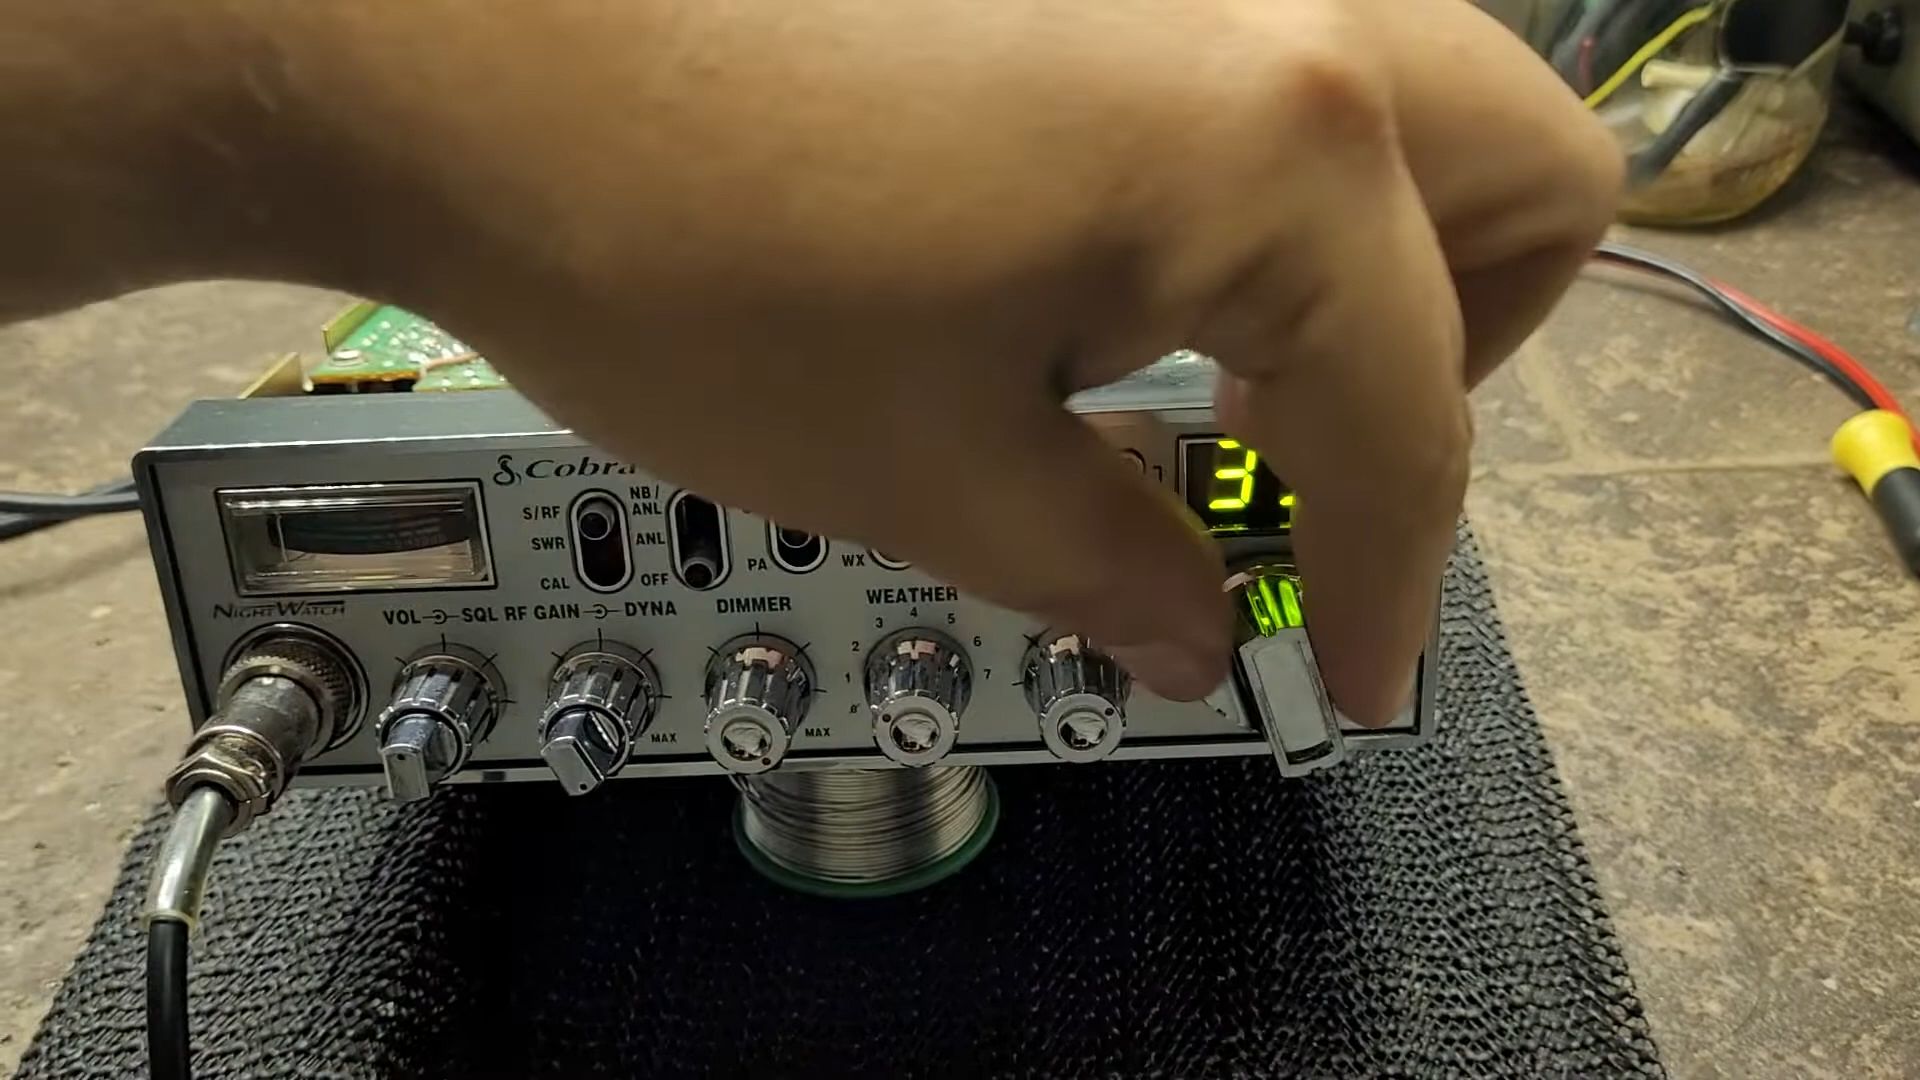 Cobra
S/RF
SWR
CAL
NB/
ANL
ANL
OFF
PA
WX
3
NIGHTWATCH
VOL SQL RF GAIN DYNA
DIMMER
WEATHER
1
2
3
4
5
6
7
MAX
MAX